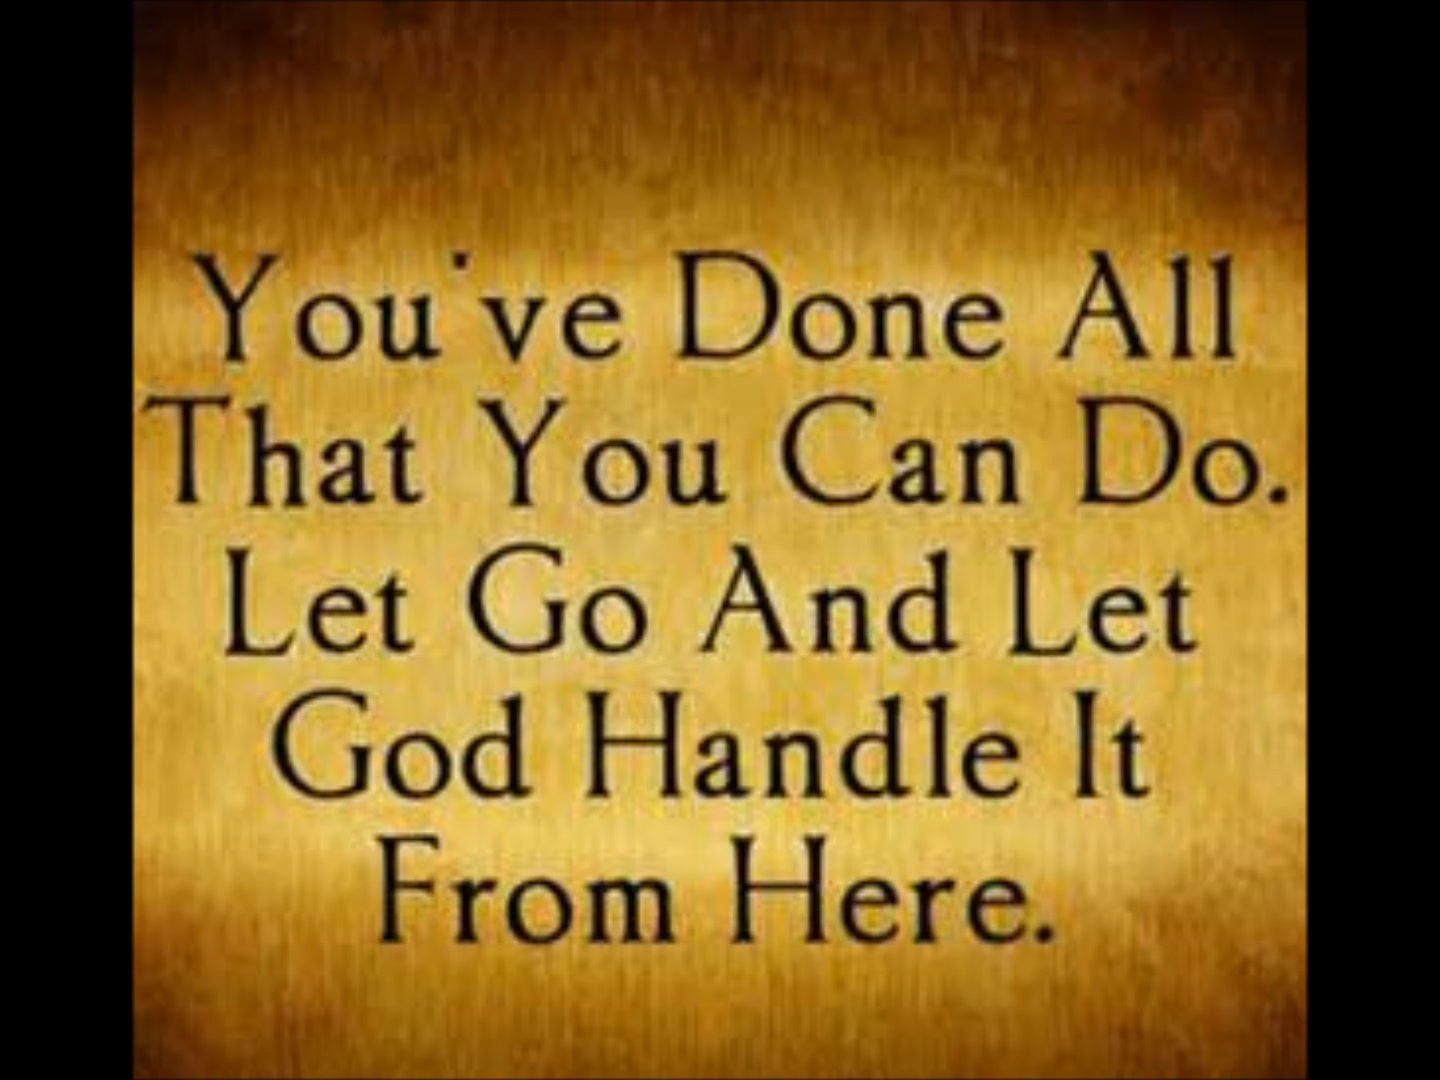 You've Done All
That You Can Do.
Let Go And Let
God Handle It
From Here.